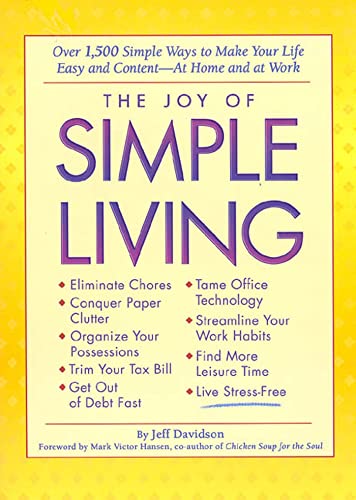 Over 1,500 Simple Ways to Make Your Life
Easy and Content—At Home and at Work
THE JOY OF
SIMPLE
LIVING
◆ Eliminate Chores
◆ Conquer Paper
Clutter
◆ Organize Your
Possessions
◆ Trim Your Tax Bill
◆ Get Out
of Debt Fast
◆ Tame Office
Technology
◆ Streamline Your
Work Habits
◆ Find More
Leisure Time
◆ Live Stress-Free
By Jeff Davidson
Foreword by Mark Victor Hansen, co-author of Chicken Soup for the Soul